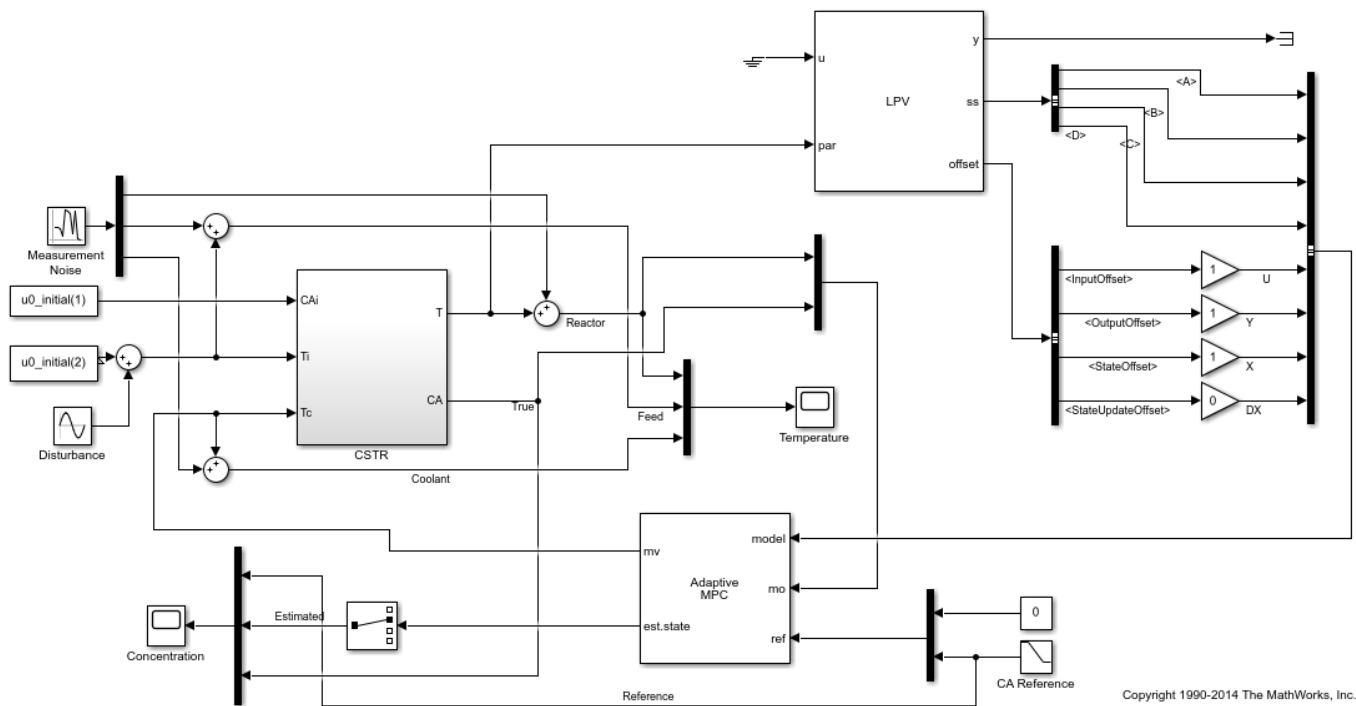 y
u
<A>
LPV
ss
<B>
<D>
<C>
par
offset
Measurement
Noise
<InputOffset>
1
U
u0_initial(1)
CAi
T
Reactor
<OutputOffset>
1
Y
u0_initial(2)
Ti
<StateOffset>
1
X
CA
True
Tc
Feed
<StateUpdateOffset>
0
DX
Temperature
Disturbance
CSTR
Coolant
model
mv
Adaptive
MPC
mo
Estimated
0
est.state
ref
Concentration
CA Reference
Reference
Copyright 1990-2014 The MathWorks, Inc.